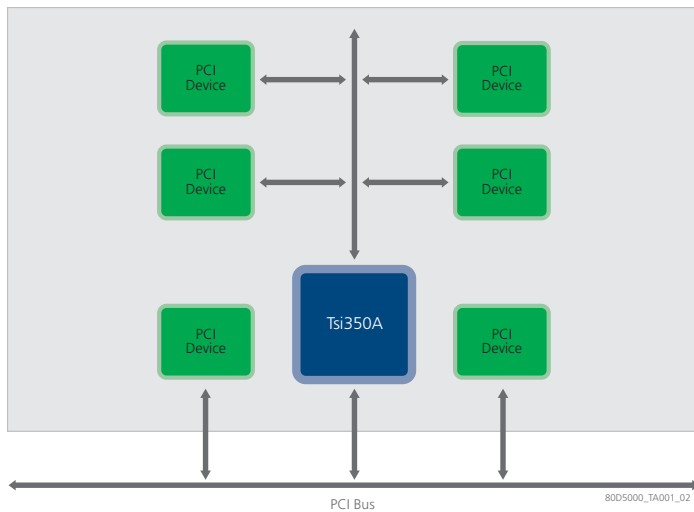 PCI
Device
PCI
Device
PCI
Device
PCI
Device
PCI
Device
Tsi350A
PCI
Device
PCI Bus
80D5000_TA001_02